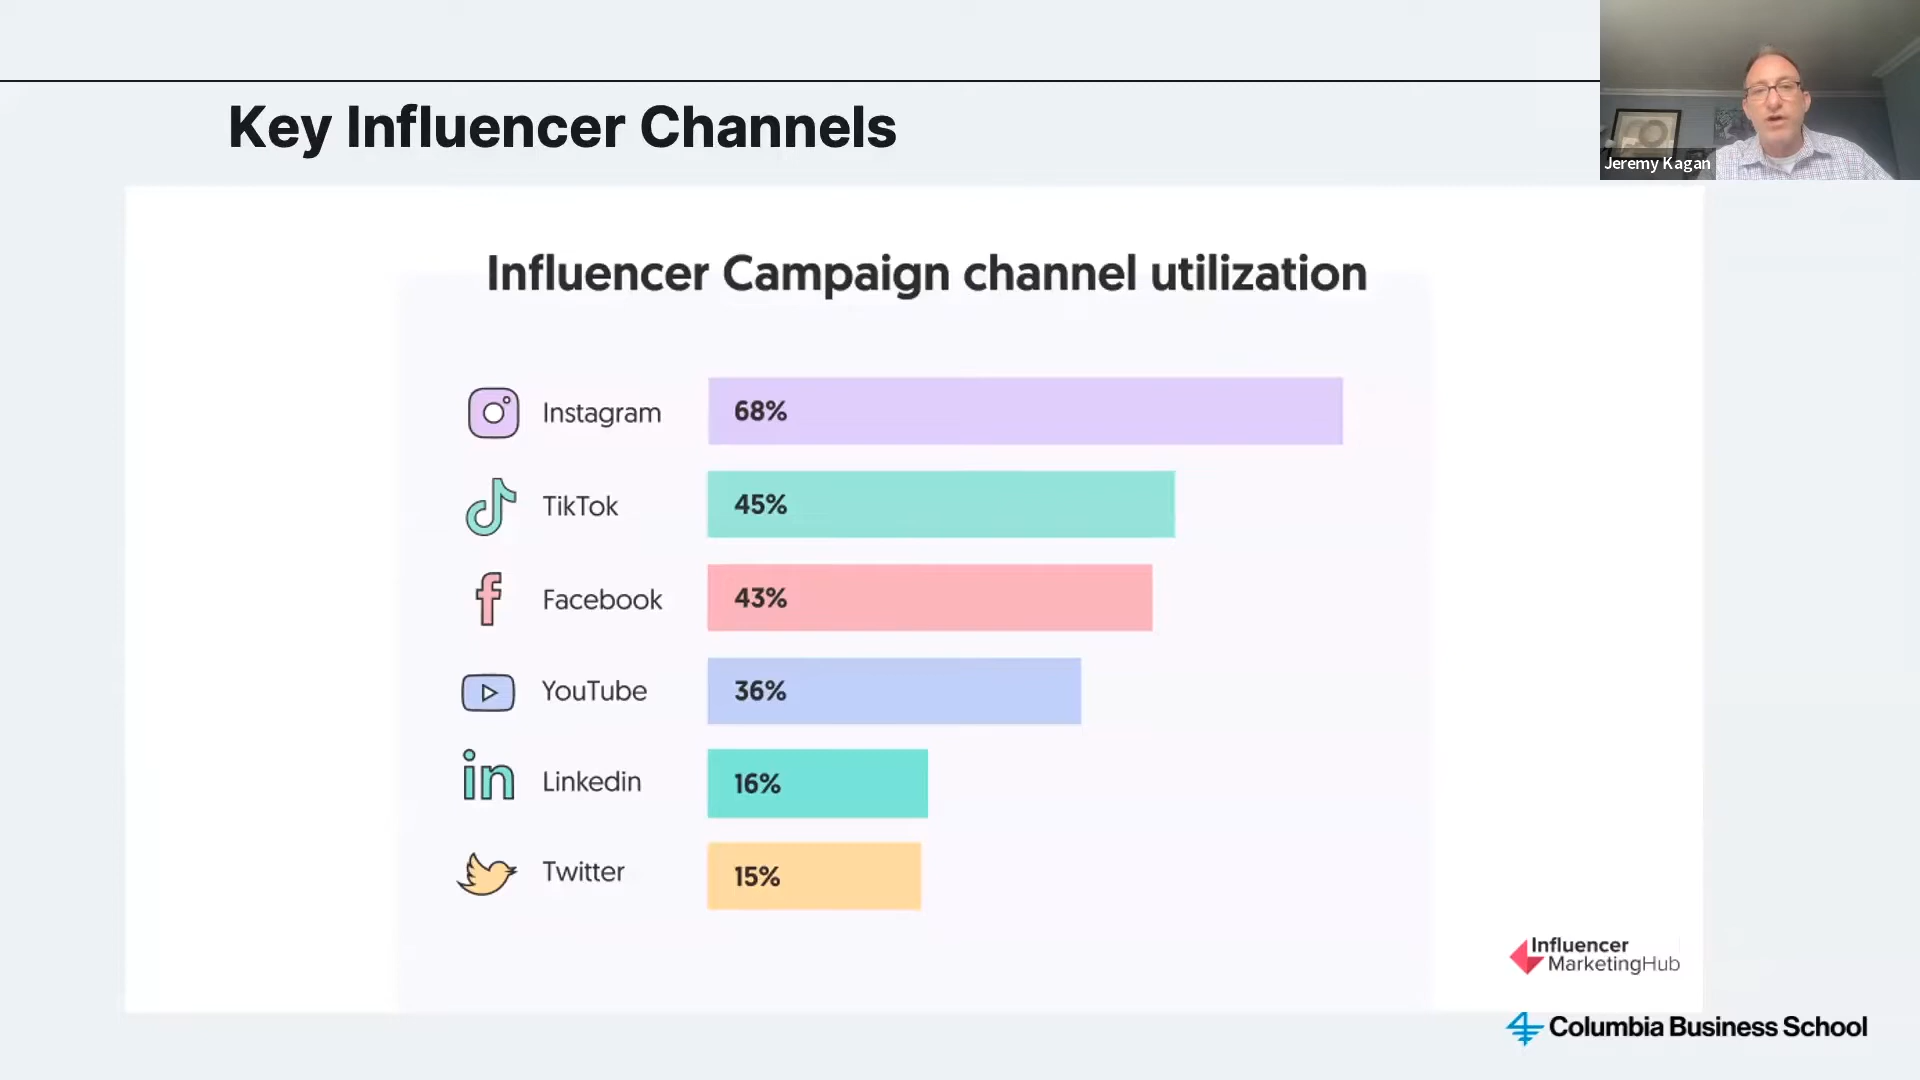 Key Influencer Channels
Jeremy Kagan
Influencer Campaign channel utilization
Instagram 68%
TikTok 45%
Facebook 43%
YouTube 36%
in Linkedin 16%
Twitter 15%
Influencer
MarketingHub
Columbia Business School